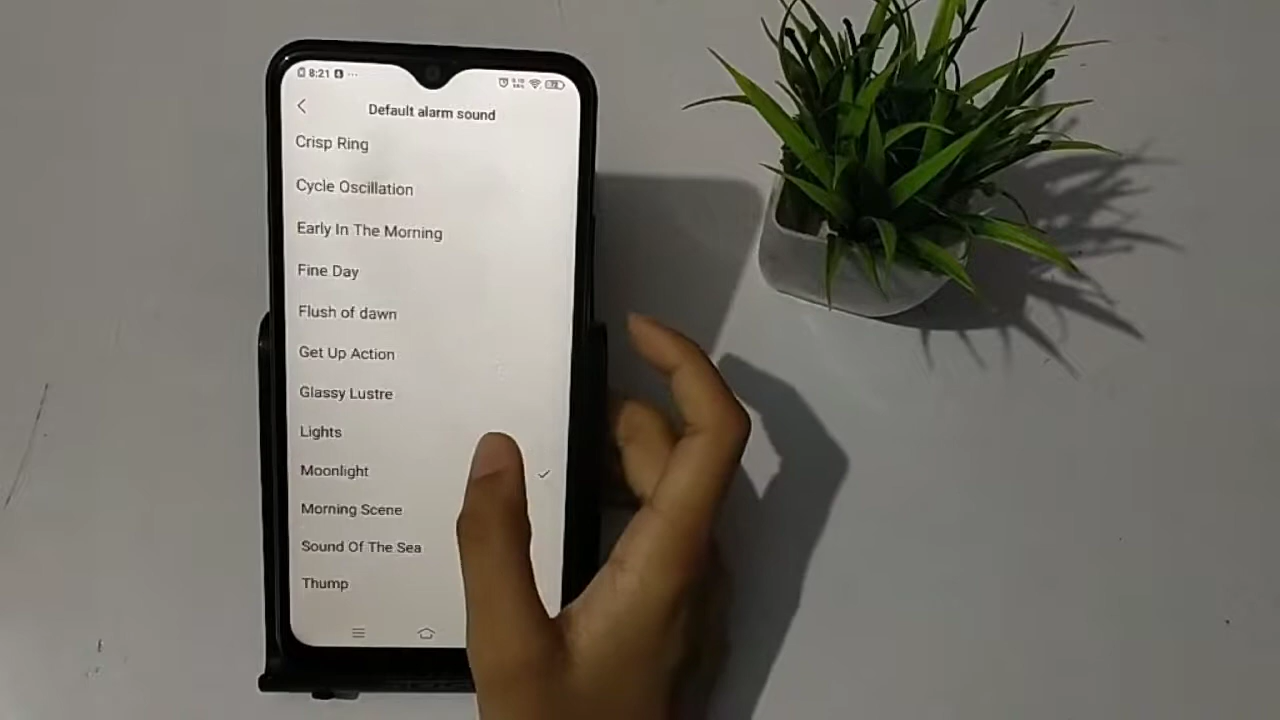 8:21
Default alarm sound
Crisp Ring
Cycle Oscillation
Early In The Morning
Fine Day
Flush of dawn
Get Up Action
Glassy Lustre
Lights
Moonlight
Morning Scene
Sound Of The Sea
Thump